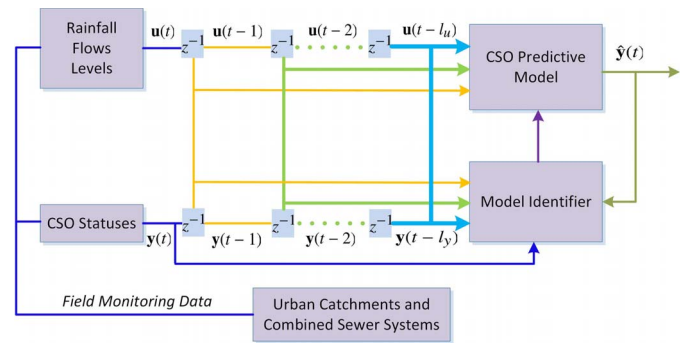 Rainfall
Flows
Levels
u(t)
z⁻¹
u(t − 1)
z⁻¹
u(t − 2)
z⁻¹
u(t − lᵤ)
CSO Predictive
Model
ŷ(t)
CSO Statuses
y(t)
z⁻¹
y(t − 1)
z⁻¹
y(t − 2)
z⁻¹
y(t − l_y)
Model Identifier
Field Monitoring Data
Urban Catchments and
Combined Sewer Systems